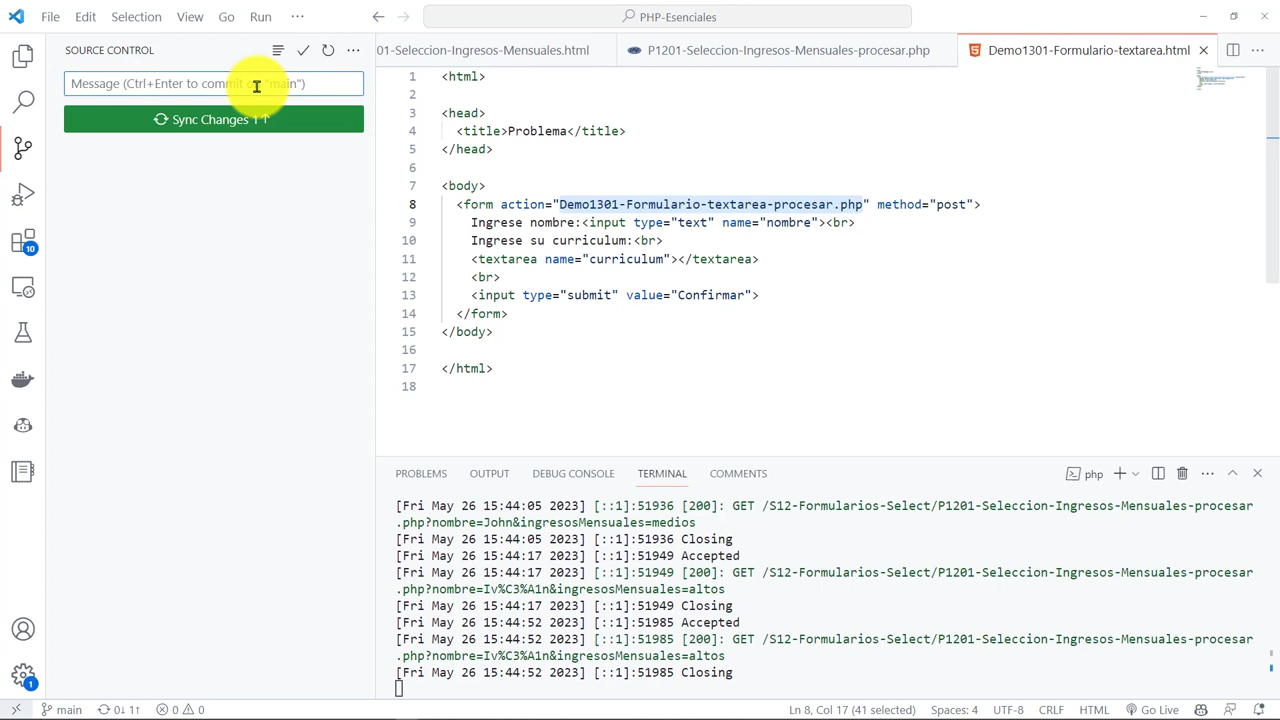 File Edit Selection View Go Run ··· PHP-Esenciales
SOURCE CONTROL
Message (Ctrl+Enter to commit on "main")
Sync Changes 1↑
10
1
01-Seleccion-Ingresos-Mensuales.html P1201-Seleccion-Ingresos-Mensuales-procesar.php Demo1301-Formulario-textarea.html
1 <html>
2
3 <head>
4 <title>Problema</title>
5 </head>
6
7 <body>
8 <form action="Demo1301-Formulario-textarea-procesar.php" method="post">
9 Ingrese nombre:<input type="text" name="nombre"><br>
10 Ingrese su curriculum:<br>
11 <textarea name="curriculum"></textarea>
12 <br>
13 <input type="submit" value="Confirmar">
14 </form>
15 </body>
16
17 </html>
18
PROBLEMS OUTPUT DEBUG CONSOLE TERMINAL COMMENTS php
[Fri May 26 15:44:05 2023] [::1]:51936 [200]: GET /S12-Formularios-Select/P1201-Seleccion-Ingresos-Mensuales-procesar
.php?nombre=John&ingresosMensuales=medios
[Fri May 26 15:44:05 2023] [::1]:51936 Closing
[Fri May 26 15:44:17 2023] [::1]:51949 Accepted
[Fri May 26 15:44:17 2023] [::1]:51949 [200]: GET /S12-Formularios-Select/P1201-Seleccion-Ingresos-Mensuales-procesar
.php?nombre=Iv%C3%A1n&ingresosMensuales=altos
[Fri May 26 15:44:17 2023] [::1]:51949 Closing
[Fri May 26 15:44:52 2023] [::1]:51985 Accepted
[Fri May 26 15:44:52 2023] [::1]:51985 [200]: GET /S12-Formularios-Select/P1201-Seleccion-Ingresos-Mensuales-procesar
.php?nombre=Iv%C3%A1n&ingresosMensuales=altos
[Fri May 26 15:44:52 2023] [::1]:51985 Closing
main 0↓ 1↑ 0 0 Ln 8, Col 17 (41 selected) Spaces: 4 UTF-8 CRLF HTML Go Live